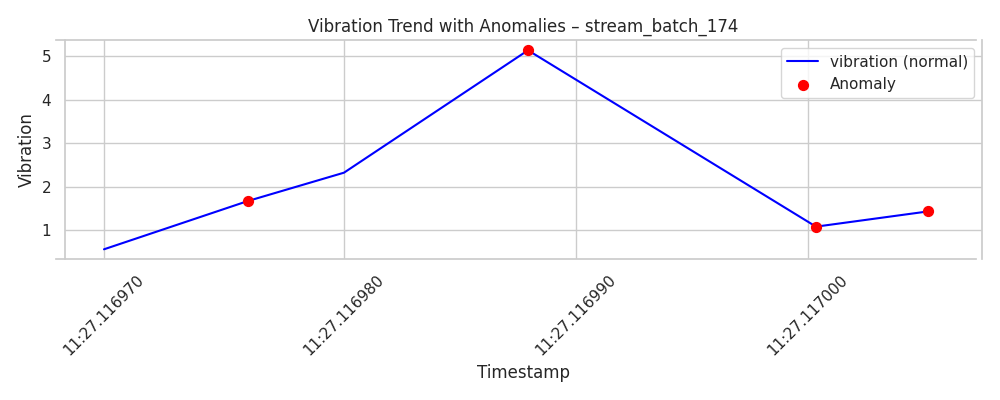 Vibration Trend with Anomalies – stream_batch_174
vibration (normal)
Anomaly
Vibration
5
4
3
2
1
11:27.116970
11:27.116980
11:27.116990
11:27.117000
Timestamp